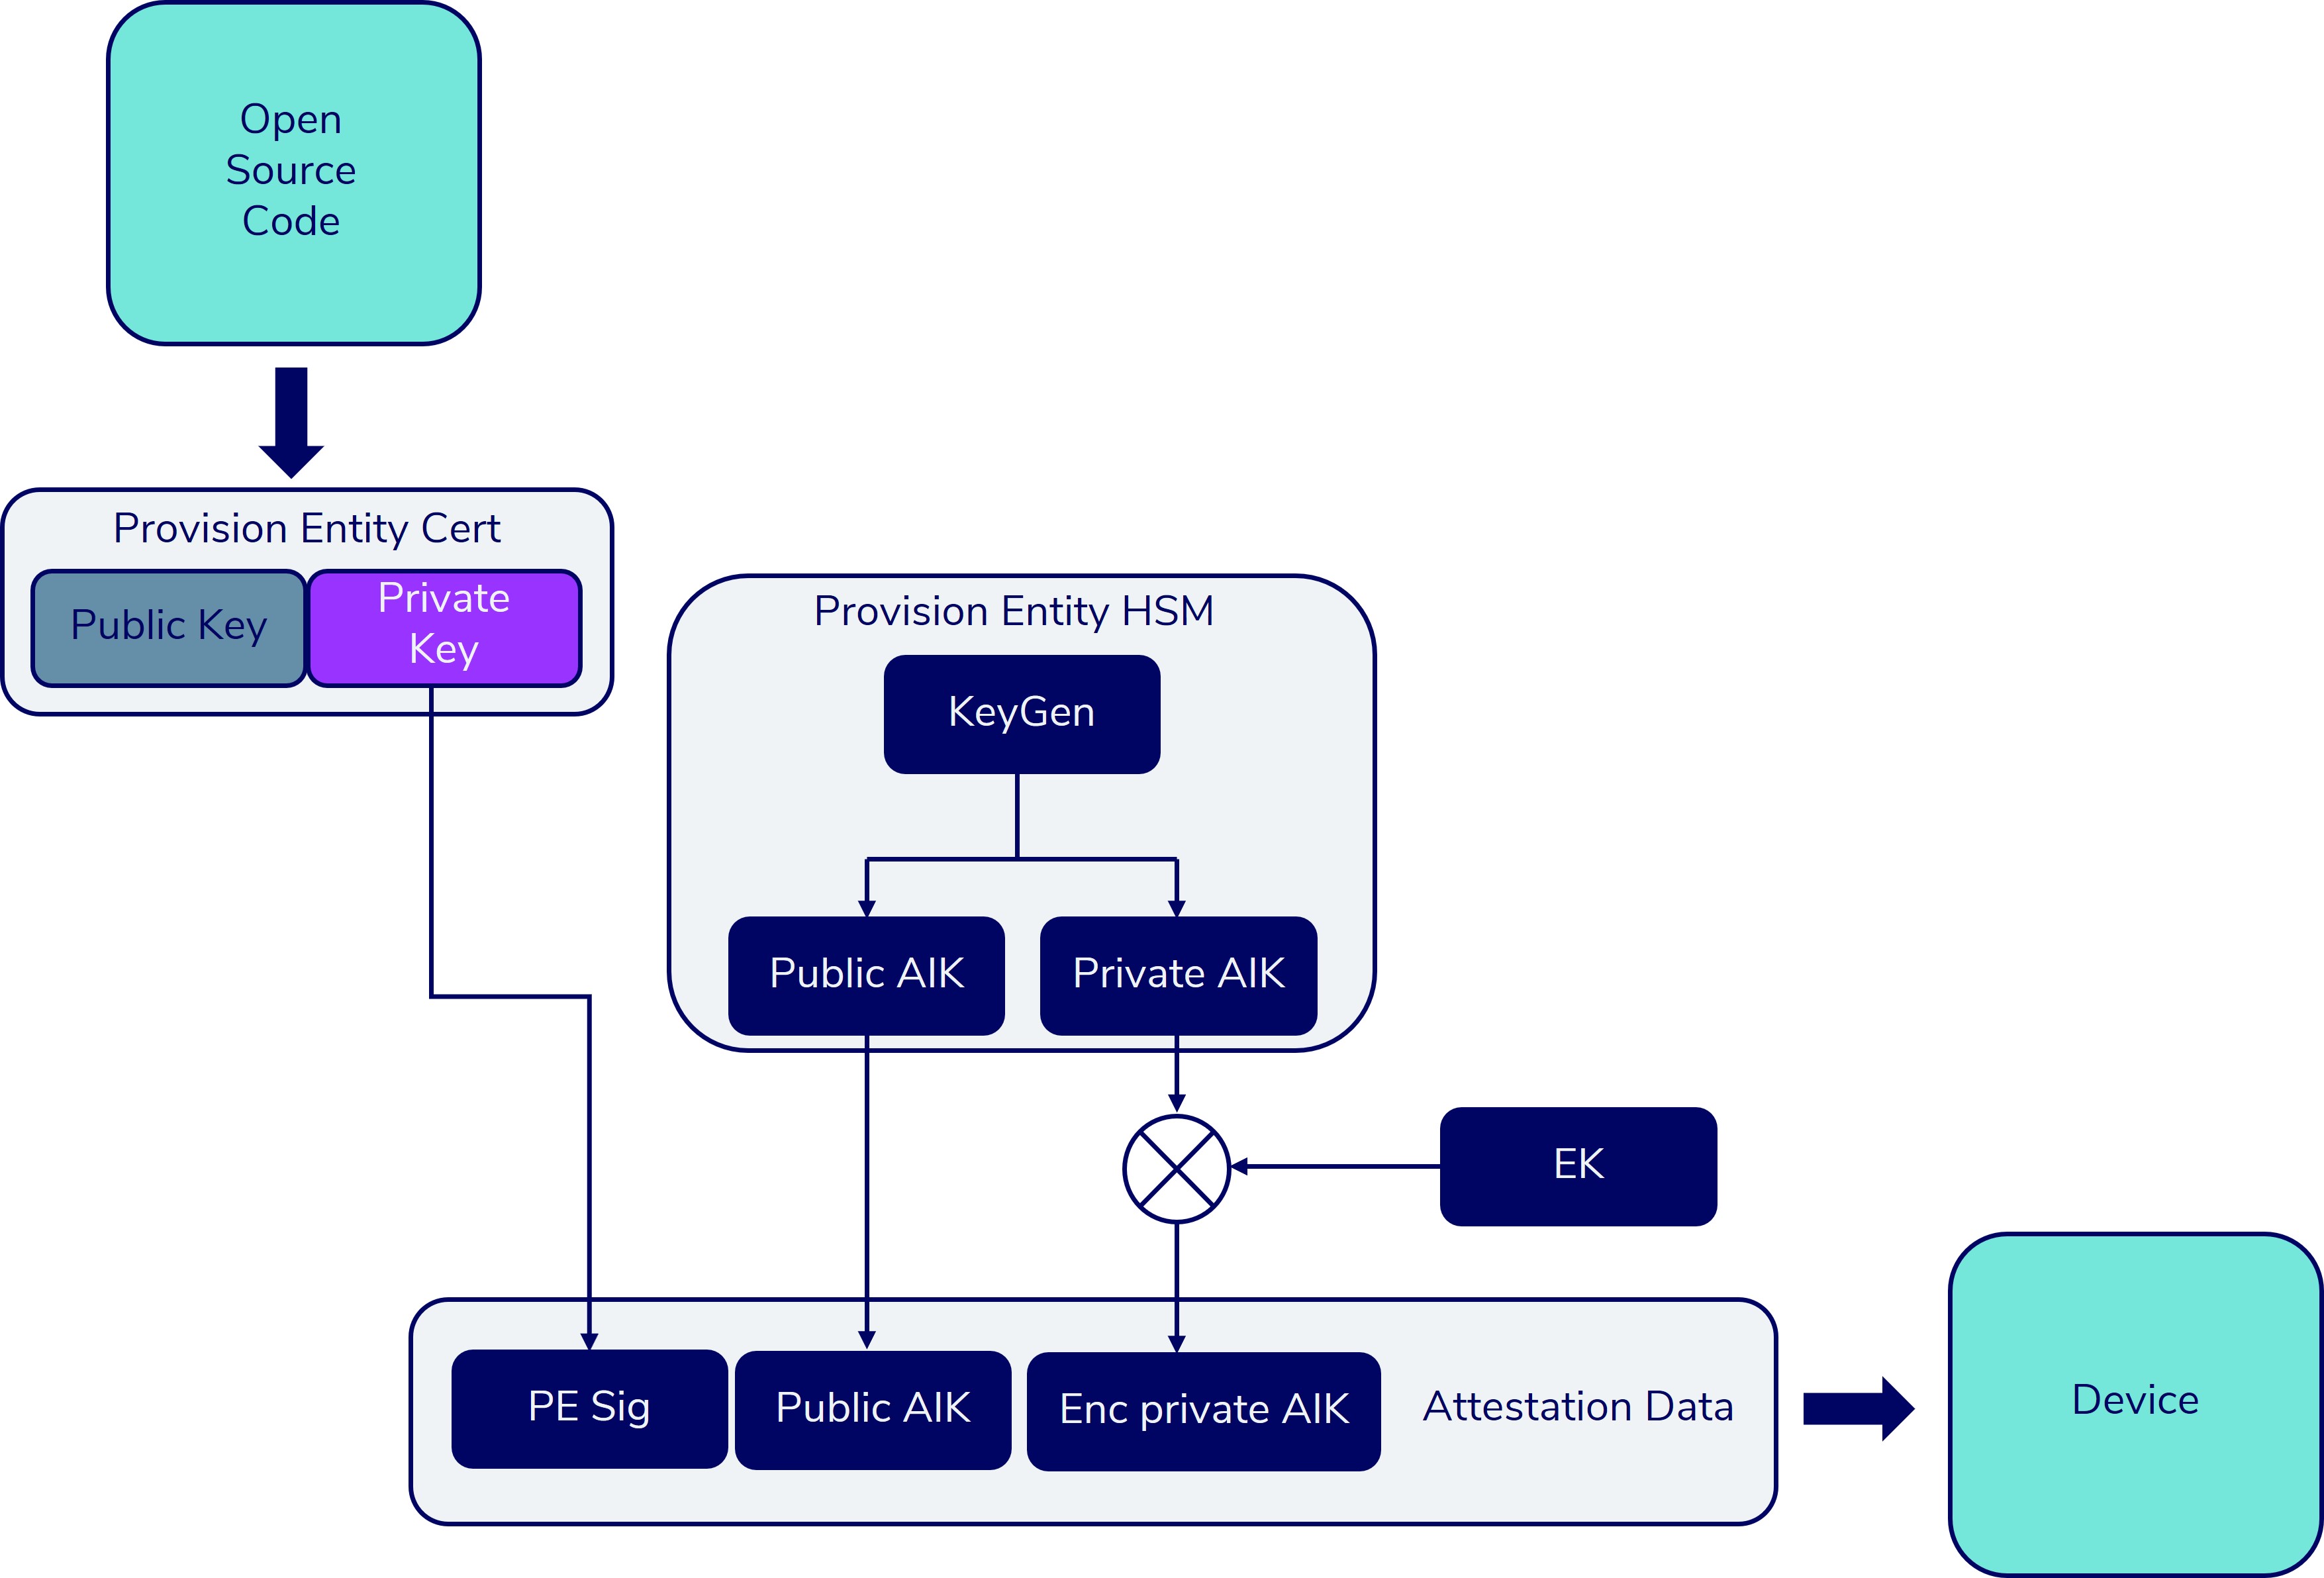 Open
Source
Code
Provision Entity Cert
Public Key
Private
Key
Provision Entity HSM
KeyGen
Public AIK
Private AIK
EK
PE Sig
Public AIK
Enc private AIK
Attestation Data
Device